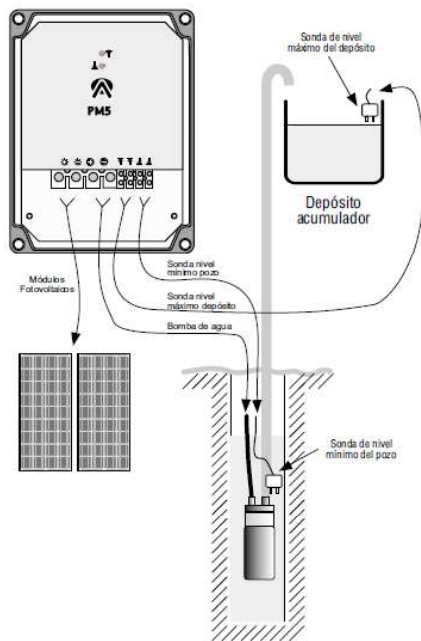 Sonda de nivel
máximo del depósito
PM5
Depósito
acumulador
Sonda nivel
mínimo pozo
Módulos
Fotovoltaicos
Sonda nivel
máximo depósito
Bomba de agua
Sonda de nivel
mínimo del pozo